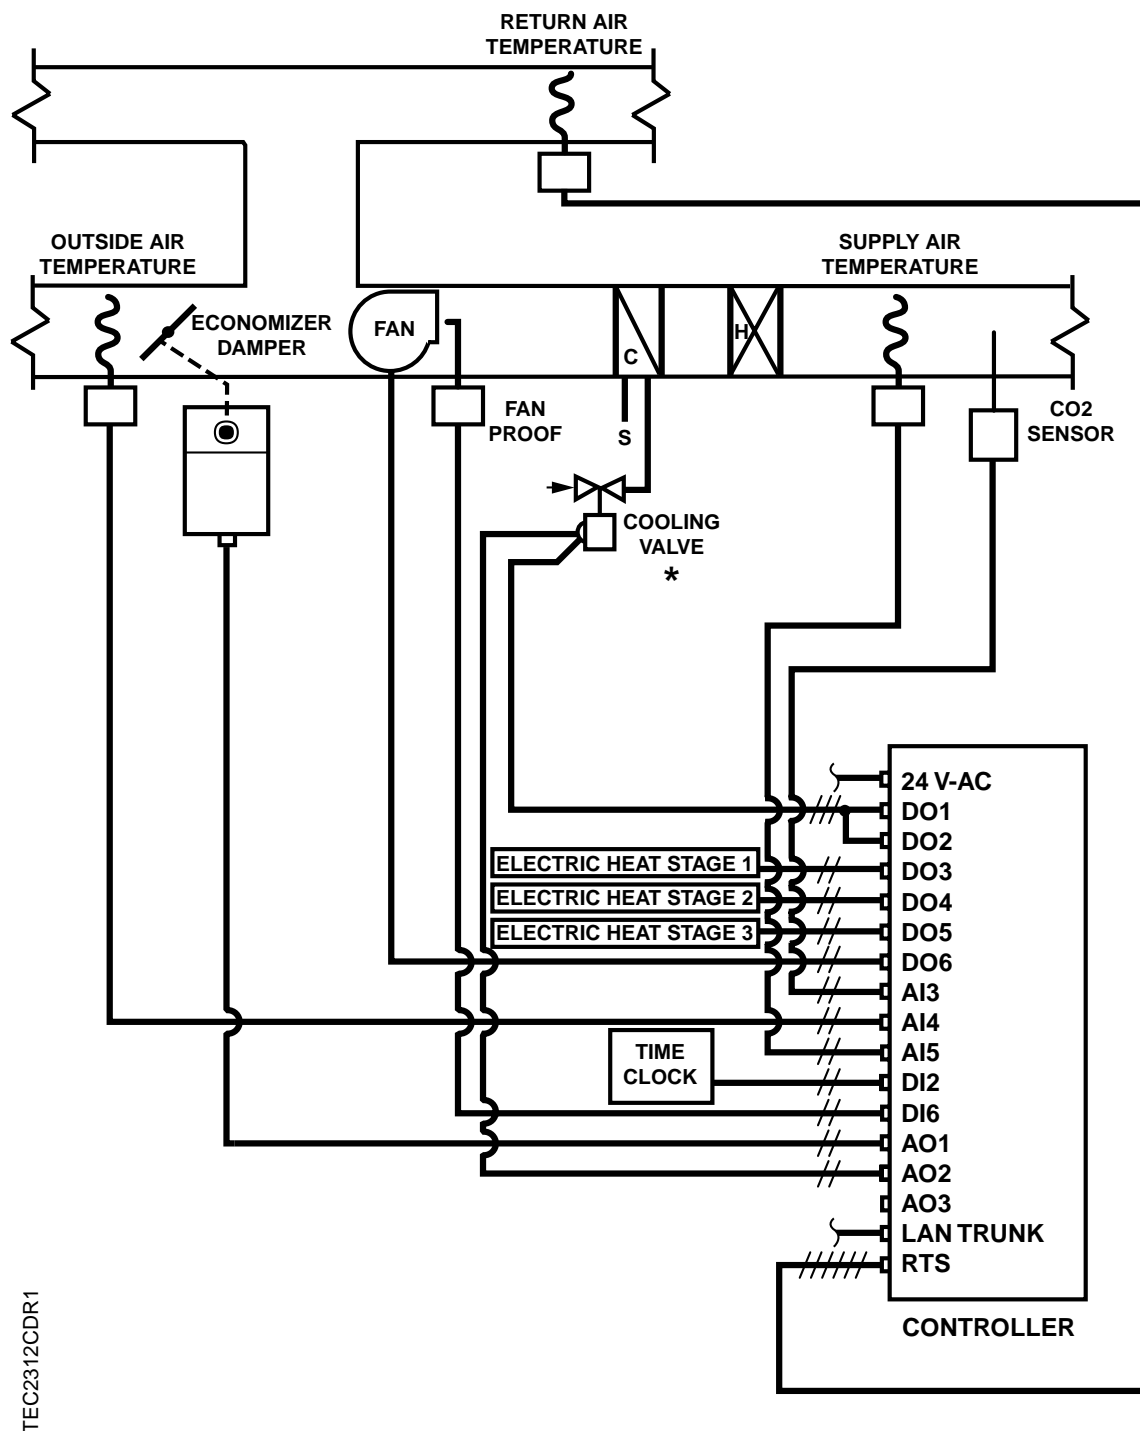 RETURN AIR
TEMPERATURE
OUTSIDE AIR
TEMPERATURE
SUPPLY AIR
TEMPERATURE
ECONOMIZER
DAMPER
FAN
C
H
S
FAN
PROOF
CO2
SENSOR
COOLING
VALVE
*
24 V-AC
DO1
DO2
ELECTRIC HEAT STAGE 1
DO3
ELECTRIC HEAT STAGE 2
DO4
ELECTRIC HEAT STAGE 3
DO5
DO6
AI3
AI4
TIME
CLOCK
AI5
DI2
DI6
AO1
AO2
AO3
LAN TRUNK
RTS
CONTROLLER
TEC2312CDR1